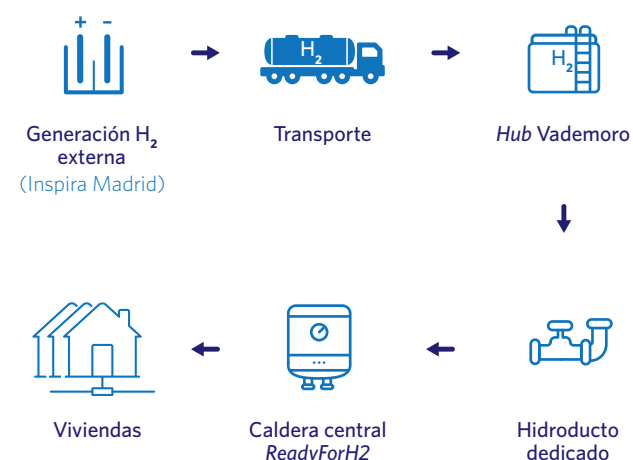 + -
H₂
H₂
Generación H₂
externa
(Inspira Madrid)
Transporte
Hub Vademoro
Viviendas
Caldera central
ReadyForH2
Hidroducto
dedicado